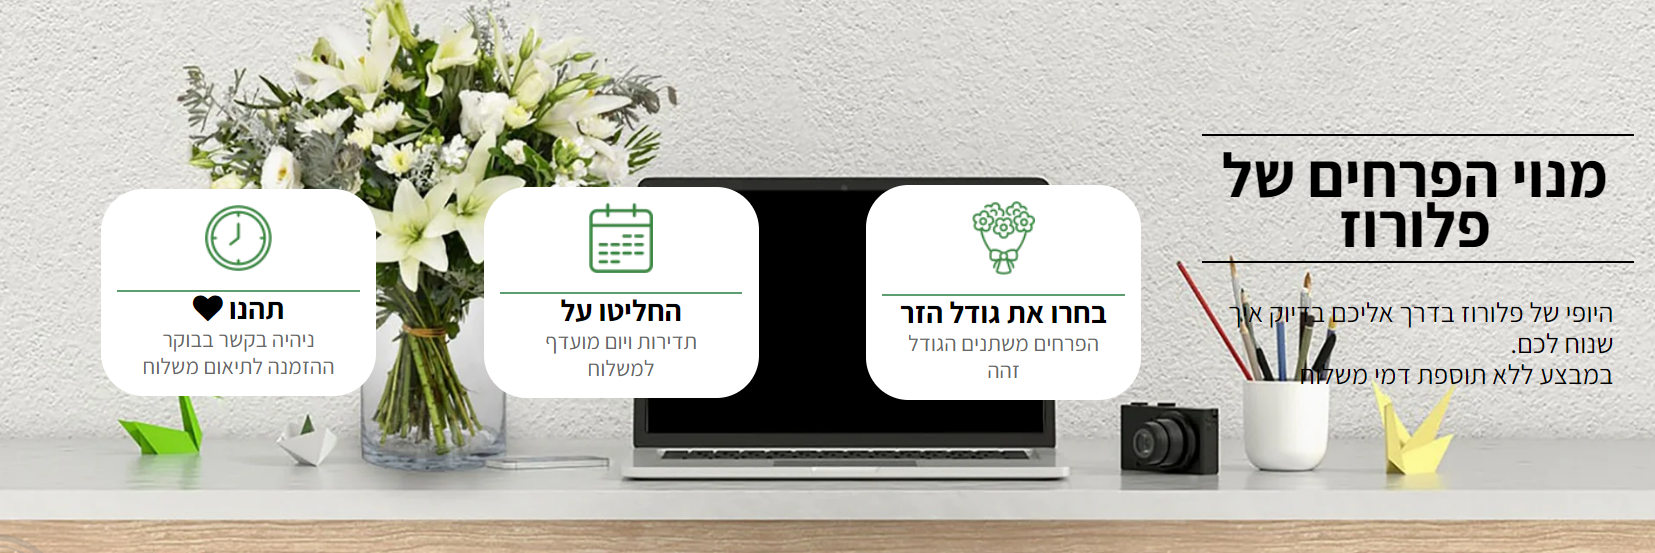 מנוי הפרחים של
פלורוז
היופי של פלורוז בדרך אליכם בדיוק איך
שנוח לכם.
במבצע ללא תוספת דמי משלוח
בחרו את גודל הזר
הפרחים משתנים הגודל
זהה
החליטו על
תדירות ויום מועדף
למשלוח
תהנו ♥
ניהיה בקשר בבוקר
ההזמנה לתיאום משלוח